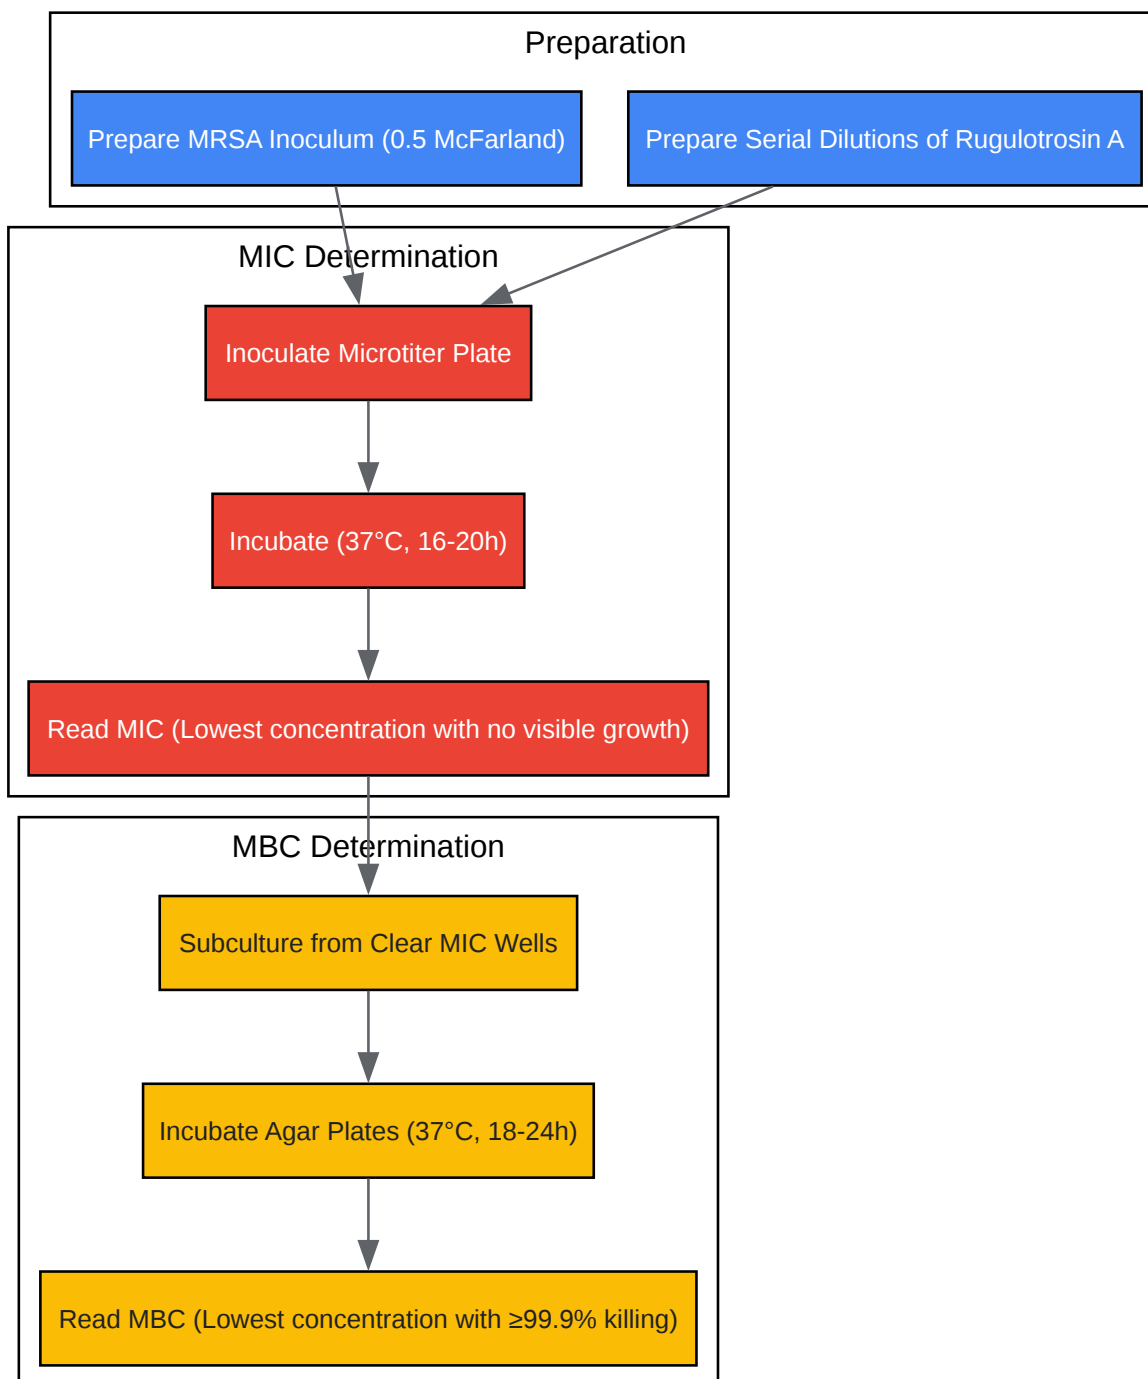 Preparation
Prepare MRSA Inoculum (0.5 McFarland)
Prepare Serial Dilutions of Rugulotrosin A
MIC Determination
Inoculate Microtiter Plate
Incubate (37°C, 16-20h)
Read MIC (Lowest concentration with no visible growth)
MBC Determination
Subculture from Clear MIC Wells
Incubate Agar Plates (37°C, 18-24h)
Read MBC (Lowest concentration with ≥99.9% killing)